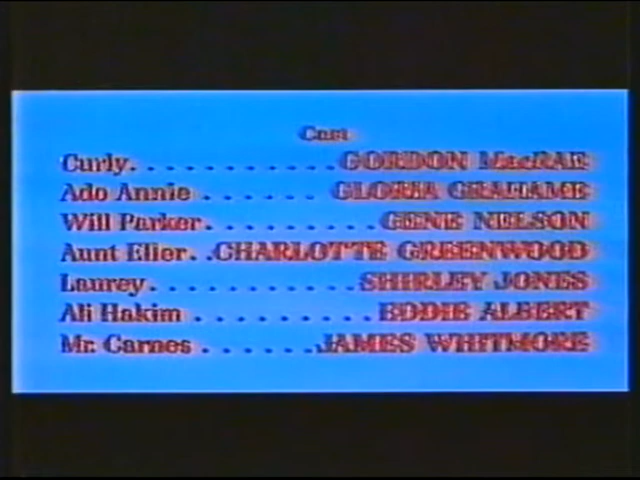 Cast
Curly. . . . . . . . . . . .GORDON MacRAE
Ado Annie . . . . . . GLORIA GRAHAME
Will Parker. . . . . . . . . .GENE NELSON
Aunt Eller. .CHARLOTTE GREENWOOD
Laurey. . . . . . . . . . . .SHIRLEY JONES
Ali Hakim . . . . . . . . . EDDIE ALBERT
Mr. Carnes . . . . . .JAMES WHITMORE